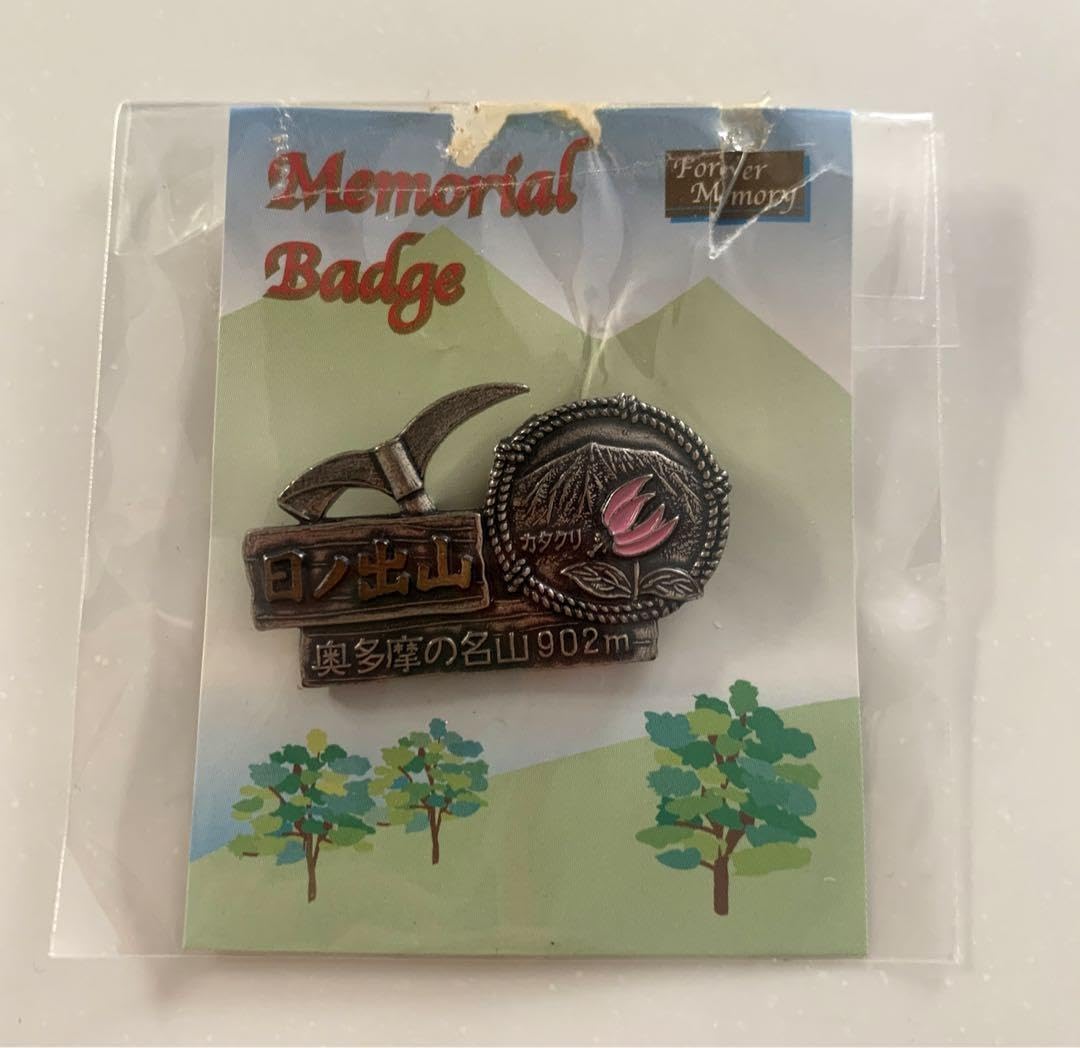 Memorial
Badge
Forever
Memory
カタクリ
日ノ出山
奥多摩の名山902m